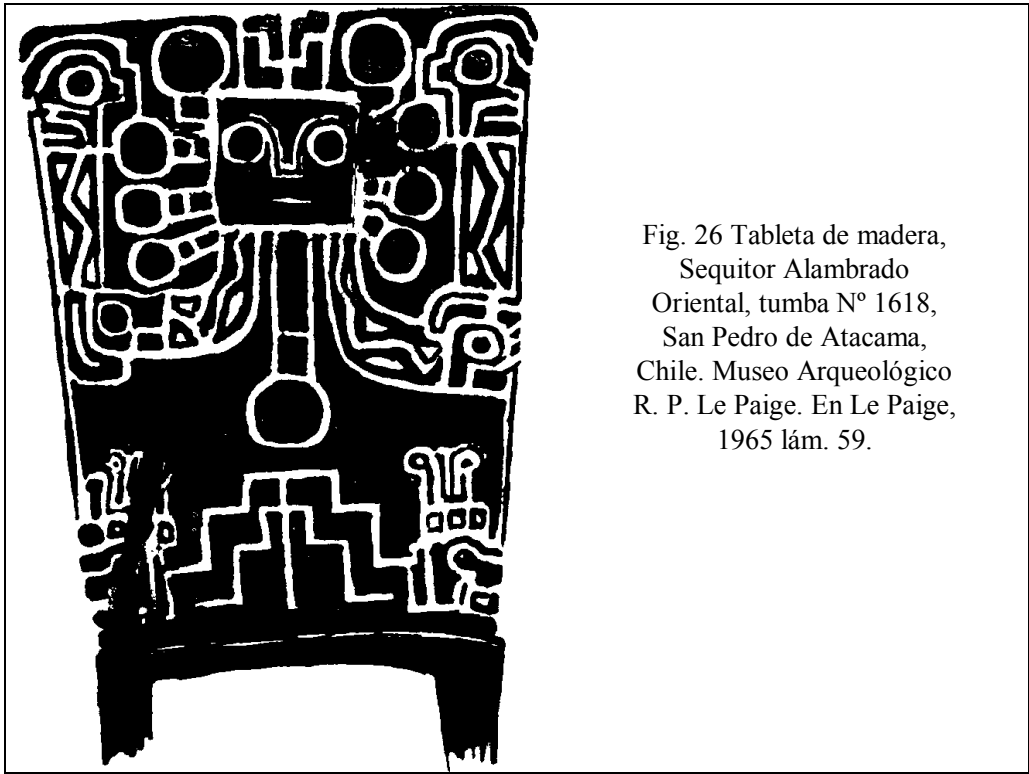 Fig. 26 Tableta de madera,
Sequitor Alambrado
Oriental, tumba Nº 1618,
San Pedro de Atacama,
Chile. Museo Arqueológico
R. P. Le Paige. En Le Paige,
1965 lám. 59.